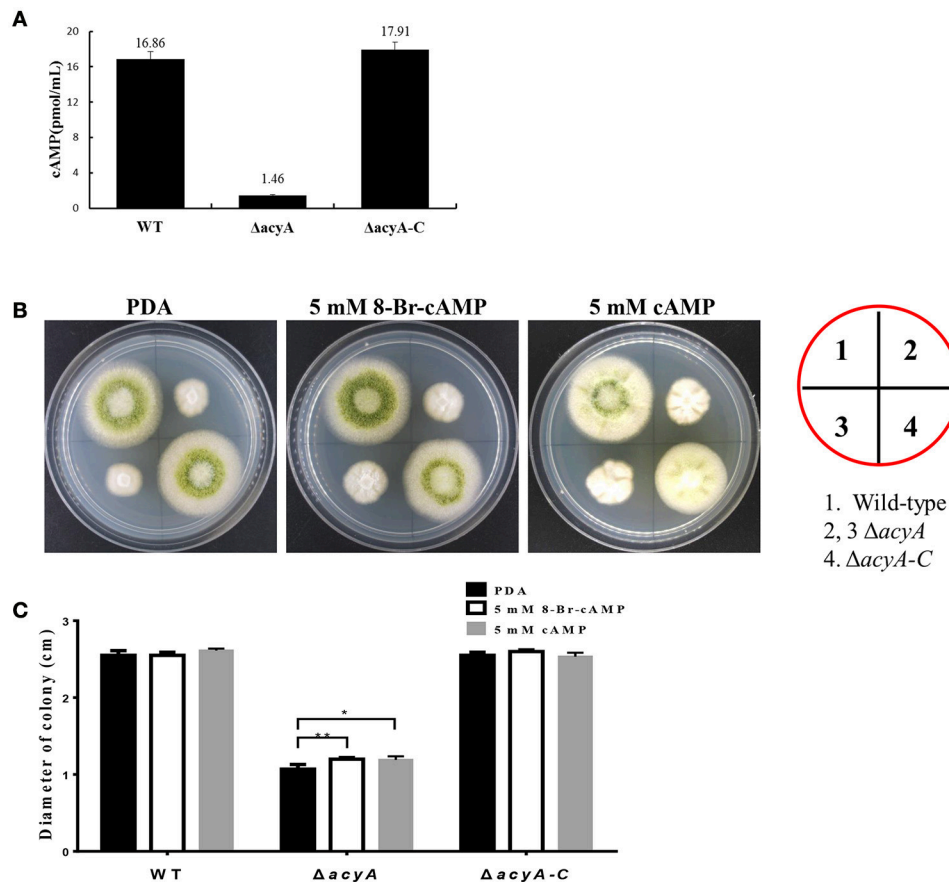 A
cAMP(pmol/mL)
20
16
12
8
4
0
16.86
1.46
17.91
WT
ΔacyA
ΔacyA-C
B
PDA
5 mM 8-Br-cAMP
5 mM cAMP
1
2
3
4
1. Wild-type
2, 3 ΔacyA
4. ΔacyA-C
C
PDA
5 mM 8-Br-cAMP
5 mM cAMP
Diameter of colony (cm)
3
2
1
0
*
**
WT
ΔacyA
ΔacyA-C